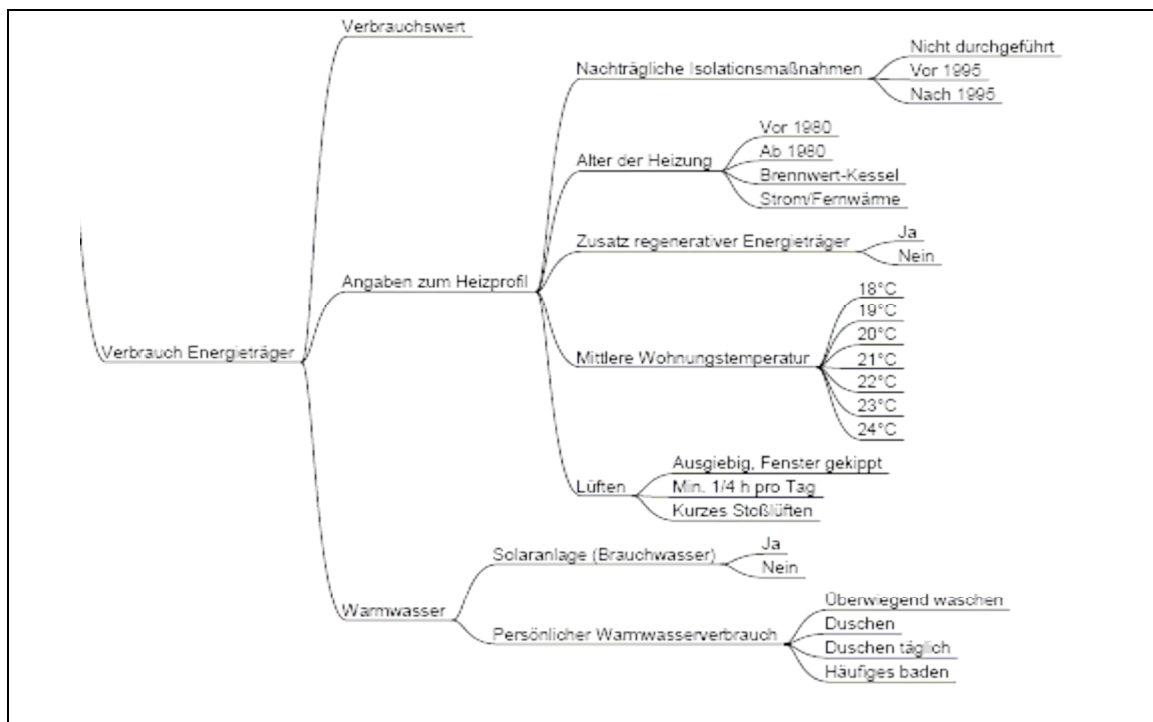 Verbrauchswert
Nicht durchgeführt
Nachträgliche Isolationsmaßnahmen
Vor 1995
Nach 1995
Vor 1980
Ab 1980
Alter der Heizung
Brennwert-Kessel
Strom/Fernwärme
Ja
Zusatz regenerativer Energieträger
Nein
Angaben zum Heizprofil
18°C
19°C
20°C
Verbrauch Energieträger
Mittlere Wohnungstemperatur
21°C
22°C
23°C
24°C
Ausgiebig, Fenster gekippt
Lüften
Min. 1/4 h pro Tag
Kurzes Stoßlüften
Ja
Solaranlage (Brauchwasser)
Nein
Warmwasser
Überwiegend waschen
Duschen
Persönlicher Warmwasserverbrauch
Duschen täglich
Häufiges baden